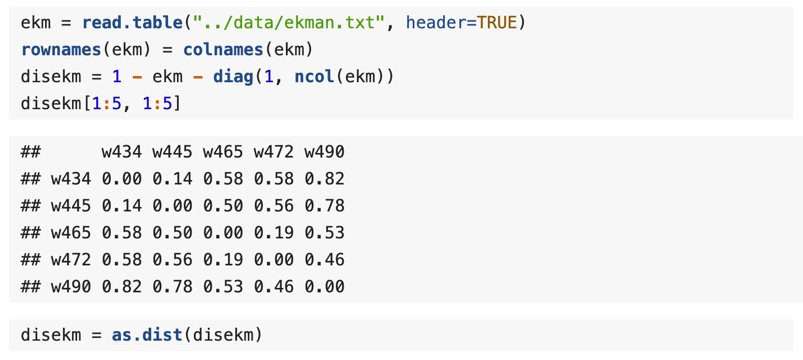 ekm = read.table("../data/ekman.txt", header=TRUE)
rownames(ekm) = colnames(ekm)
disekm = 1 - ekm - diag(1, ncol(ekm))
disekm[1:5, 1:5]
##      w434 w445 w465 w472 w490
## w434 0.00 0.14 0.58 0.58 0.82
## w445 0.14 0.00 0.50 0.56 0.78
## w465 0.58 0.50 0.00 0.19 0.53
## w472 0.58 0.56 0.19 0.00 0.46
## w490 0.82 0.78 0.53 0.46 0.00
disekm = as.dist(disekm)